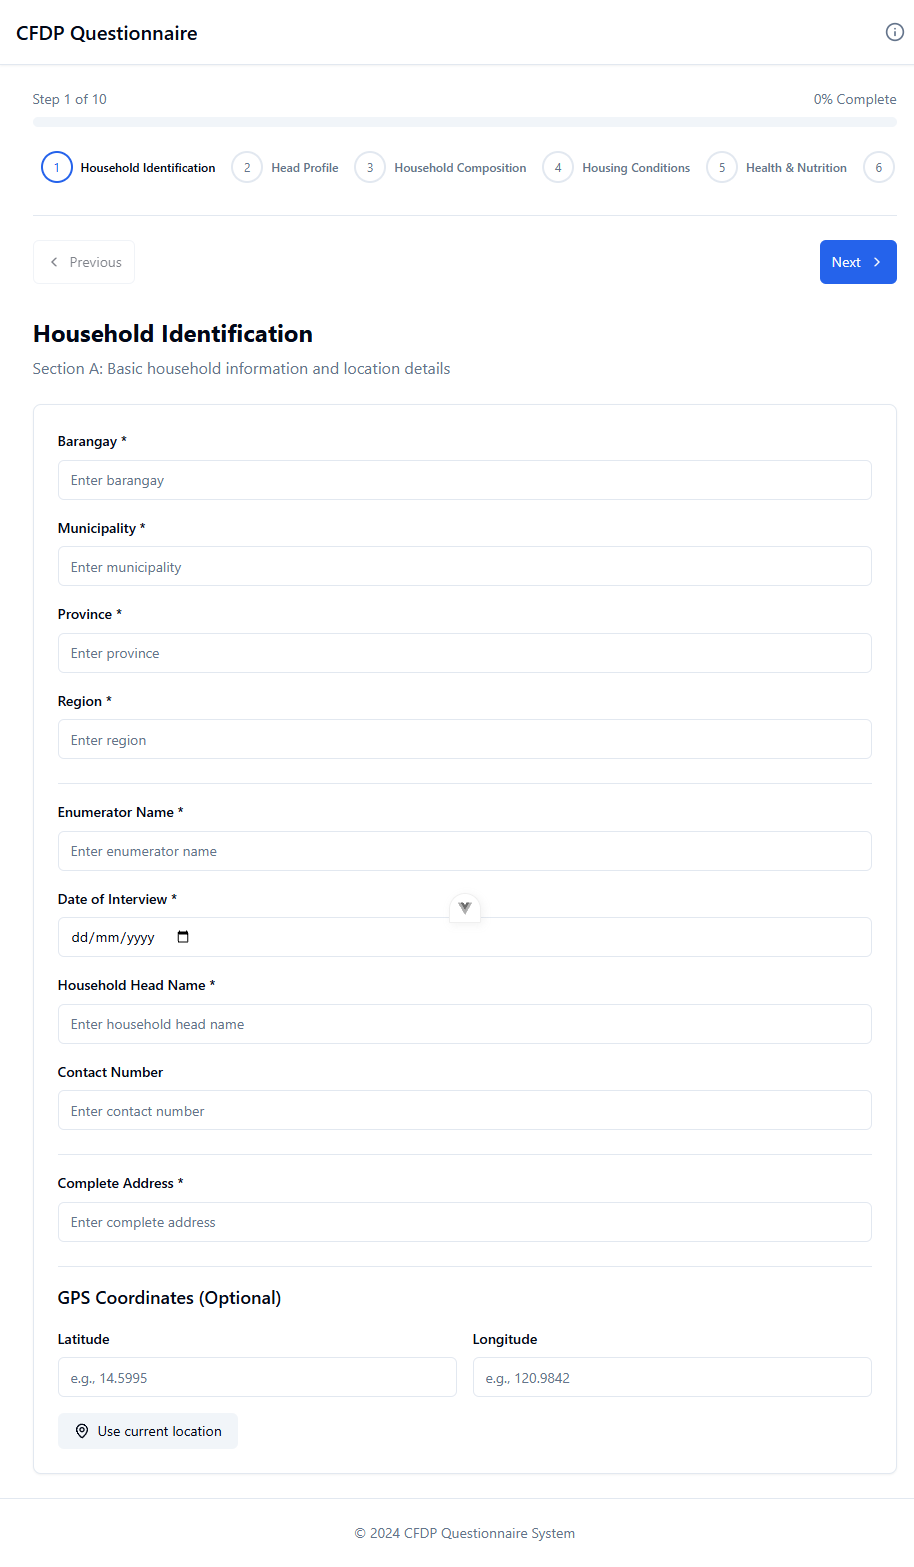 CFDP Questionnaire
Step 1 of 10
0% Complete
1 Household Identification 2 Head Profile 3 Household Composition 4 Housing Conditions 5 Health & Nutrition 6
Previous
Next
Household Identification
Section A: Basic household information and location details
Barangay *
Enter barangay
Municipality *
Enter municipality
Province *
Enter province
Region *
Enter region
Enumerator Name *
Enter enumerator name
Date of Interview *
dd/mm/yyyy
Household Head Name *
Enter household head name
Contact Number
Enter contact number
Complete Address *
Enter complete address
GPS Coordinates (Optional)
Latitude
Longitude
e.g., 14.5995
e.g., 120.9842
Use current location
© 2024 CFDP Questionnaire System